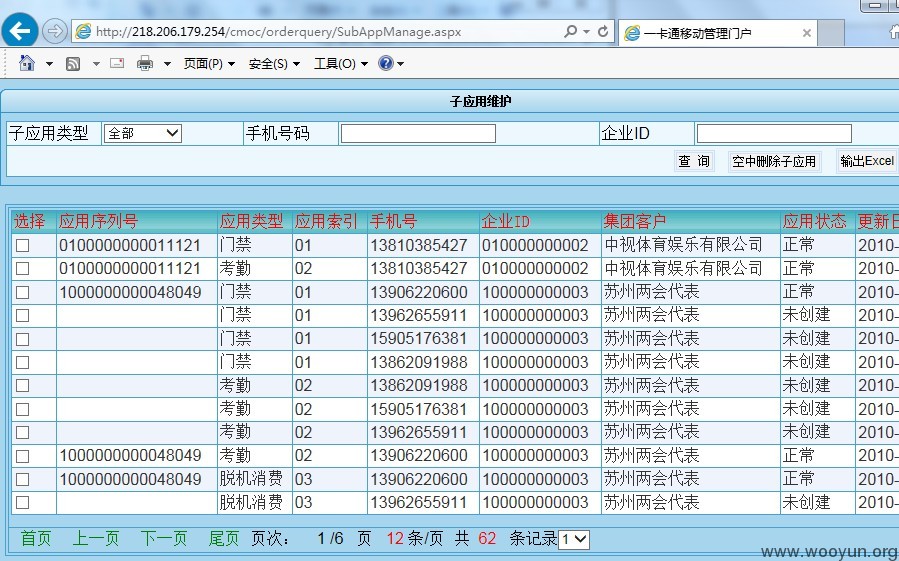 http://218.206.179.254/cmoc/orderquery/SubAppManage.aspx 一卡通移动管理门户
页面(P) 安全(S) 工具(O)
子应用维护
子应用类型 全部 手机号码 企业ID
查 询 空中删除子应用 输出Excel
选择 应用序列号 应用类型 应用索引 手机号 企业ID 集团客户 应用状态 更新日
0100000000011121 门禁 01 13810385427 010000000002 中视体育娱乐有限公司 正常 2010-
0100000000011121 考勤 02 13810385427 010000000002 中视体育娱乐有限公司 正常 2010-
1000000000048049 门禁 01 13906220600 100000000003 苏州两会代表 正常 2010-
门禁 01 13962655911 100000000003 苏州两会代表 未创建 2010-
门禁 01 15905176381 100000000003 苏州两会代表 未创建 2010-
门禁 01 13862091988 100000000003 苏州两会代表 未创建 2010-
考勤 02 13862091988 100000000003 苏州两会代表 未创建 2010-
考勤 02 15905176381 100000000003 苏州两会代表 未创建 2010-
考勤 02 13962655911 100000000003 苏州两会代表 未创建 2010-
1000000000048049 考勤 02 13906220600 100000000003 苏州两会代表 正常 2010-
1000000000048049 脱机消费 03 13906220600 100000000003 苏州两会代表 正常 2010-
脱机消费 03 13962655911 100000000003 苏州两会代表 未创建 2010-
首页 上一页 下一页 尾页 页次: 1 /6 页 12 条/页 共 62 条记录 1
www.wooyun.org